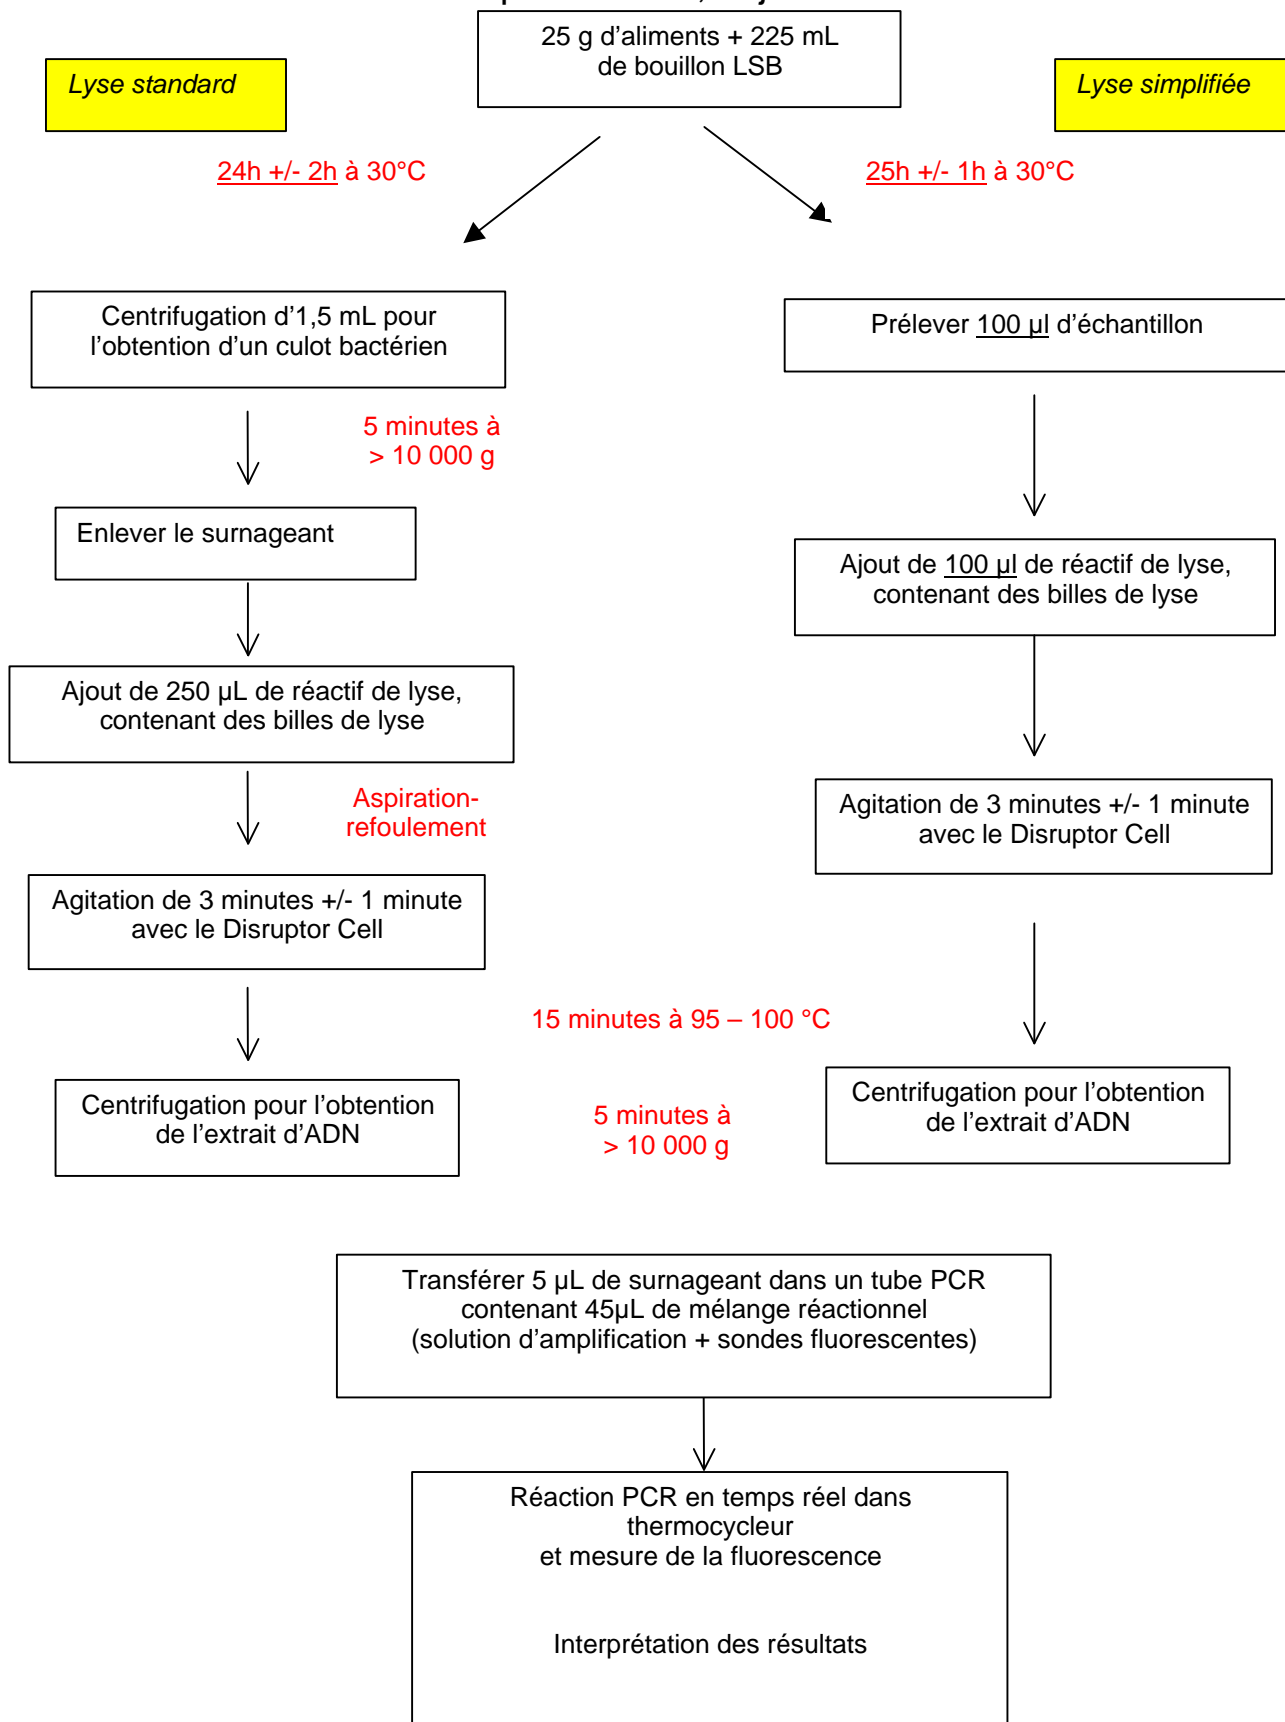 25 g d'aliments + 225 mL
de bouillon LSB
Lyse standard
Lyse simplifiée
24h +/- 2h à 30°C
25h +/- 1h à 30°C
Centrifugation d'1,5 mL pour
l'obtention d'un culot bactérien
Prélever 100 µl d'échantillon
5 minutes à
> 10 000 g
Enlever le surnageant
Ajout de 100 µl de réactif de lyse,
contenant des billes de lyse
Ajout de 250 µL de réactif de lyse,
contenant des billes de lyse
Aspiration-
refoulement
Agitation de 3 minutes +/- 1 minute
avec le Disruptor Cell
Agitation de 3 minutes +/- 1 minute
avec le Disruptor Cell
15 minutes à 95 – 100 °C
Centrifugation pour l'obtention
de l'extrait d'ADN
5 minutes à
> 10 000 g
Centrifugation pour l'obtention
de l'extrait d'ADN
Transférer 5 µL de surnageant dans un tube PCR
contenant 45µL de mélange réactionnel
(solution d'amplification + sondes fluorescentes)
Réaction PCR en temps réel dans
thermocycleur
et mesure de la fluorescence
Interprétation des résultats